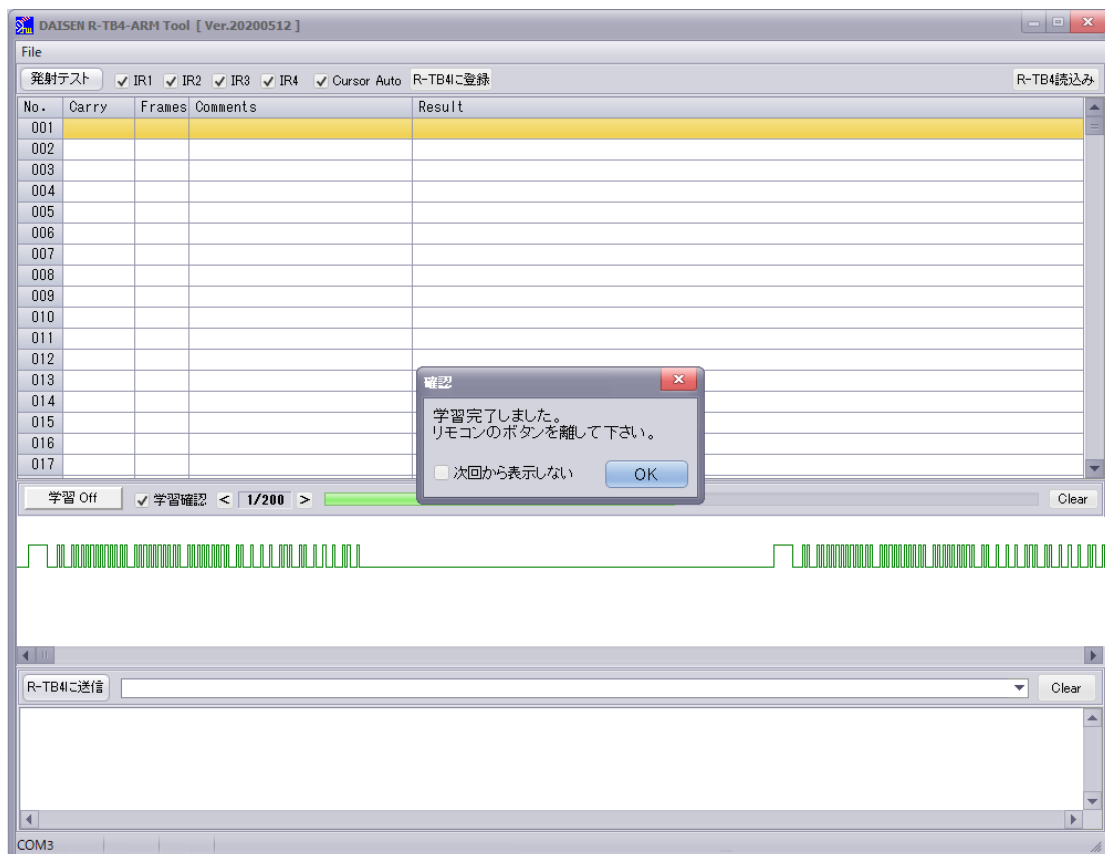 DAISEN R-TB4-ARM Tool [ Ver.20200512 ]
File
発射テスト IR1 IR2 IR3 IR4 Cursor Auto R-TB4に登録 R-TB4読込み
No. Carry Frames Comments Result
001
002
003
004
005
006
007
008
009
010
011
012
013
014
015
016
017
確認
学習完了しました。
リモコンのボタンを離して下さい。
次回から表示しない OK
学習 Off 学習確認 < 1/200 > Clear
R-TB4に送信 Clear
COM3